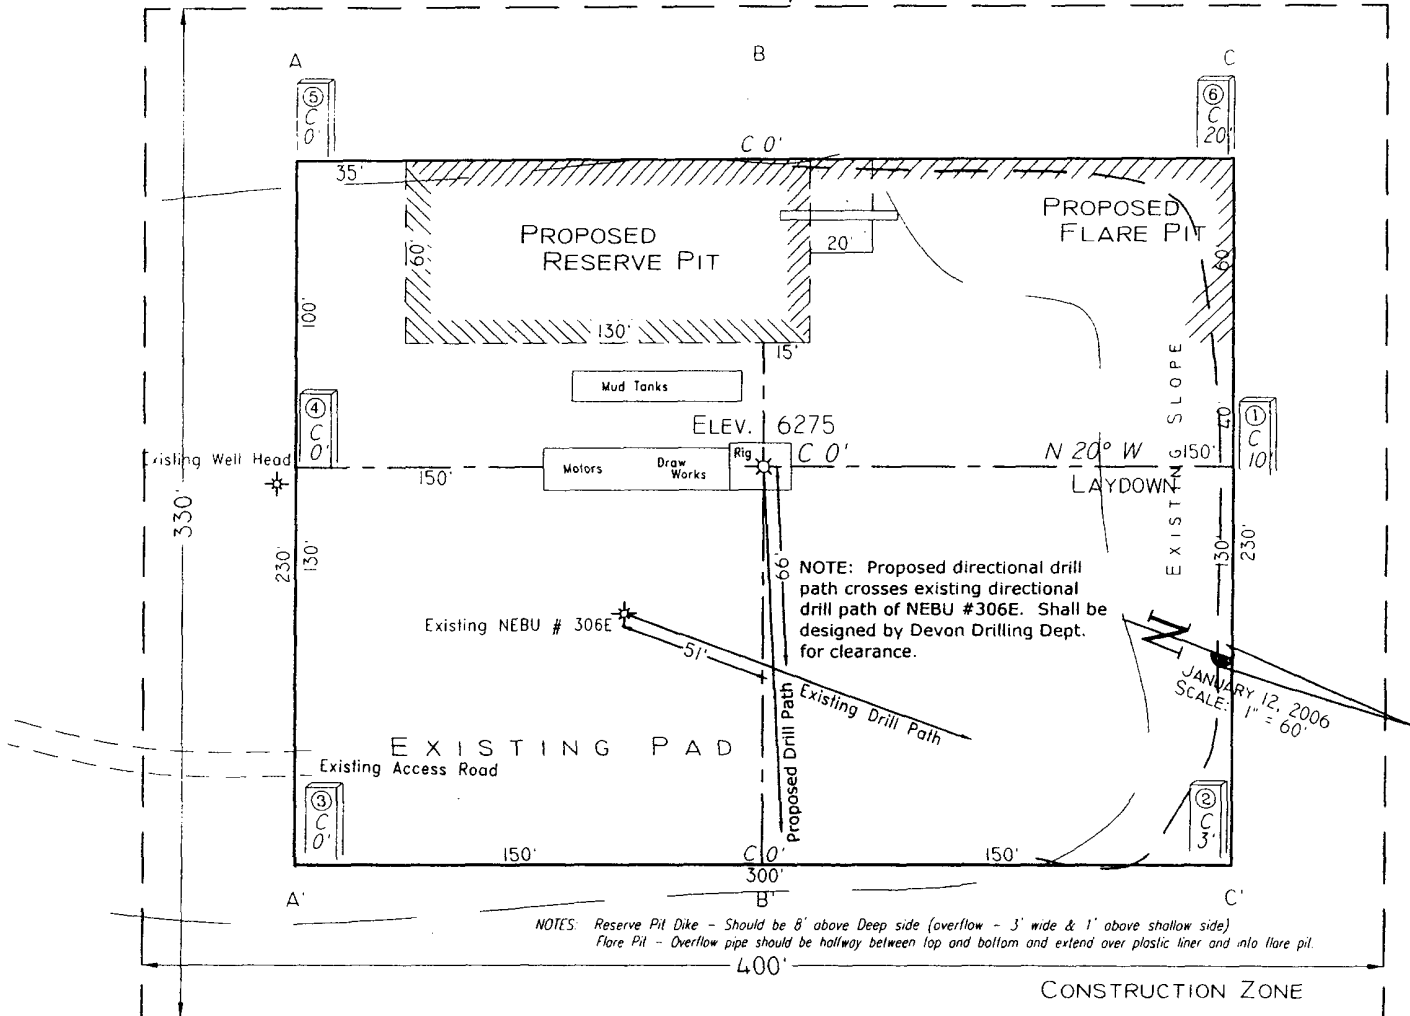 A
B
C
⑤
C
0'
⑥
C
20'
C 0'
35'
PROPOSED
RESERVE PIT
60'
20'
PROPOSED
FLARE PIT
60'
100'
130'
15'
Mud Tanks
EXISTING SLOPE
④
C
0'
ELEV. 6275
40'
①
C
10'
Existing Well Head
Rig
C 0'
N 20° W
150'
150'
Motors
Draw
Works
LAYDOWN
330'
230'
130'
66'
NOTE: Proposed directional drill
path crosses existing directional
drill path of NEBU #306E. Shall be
designed by Devon Drilling Dept.
for clearance.
130'
230'
Existing NEBU # 306E
51'
N
JANUARY 12, 2006
SCALE: 1" = 60'
Existing Drill Path
Proposed Drill Path
EXISTING PAD
Existing Access Road
③
C
0'
②
C
3'
150'
C 0'
150'
300'
A'
B'
C'
NOTES: Reserve Pit Dike - Should be 8' above Deep side (overflow - 3' wide & 1' above shallow side)
Flare Pit - Overflow pipe should be halfway between top and bottom and extend over plastic liner and into flare pit.
400'
CONSTRUCTION ZONE